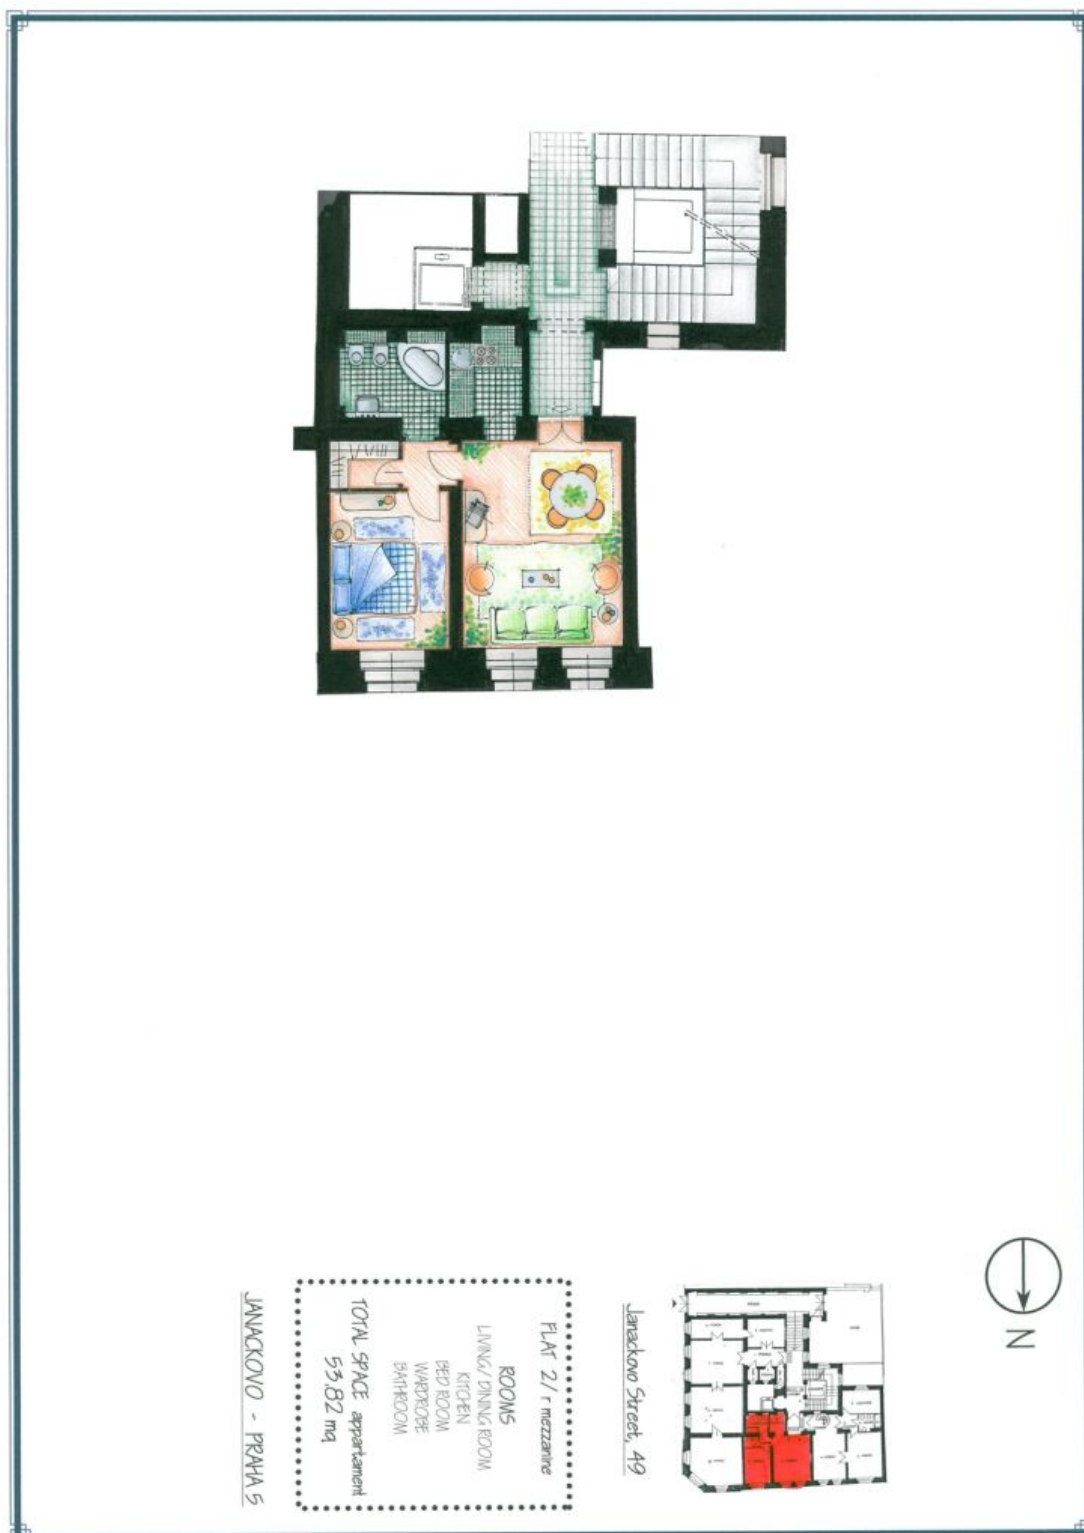 N
Janackovo Street, 49
FLAT 2/r mezzanine
ROOMS
LIVING/DINING ROOM
KITCHEN
BED ROOM
WARDROBE
BATHROOM
TOTAL SPACE appartament
53,82 mq
JANACKOVO - PRAHA 5